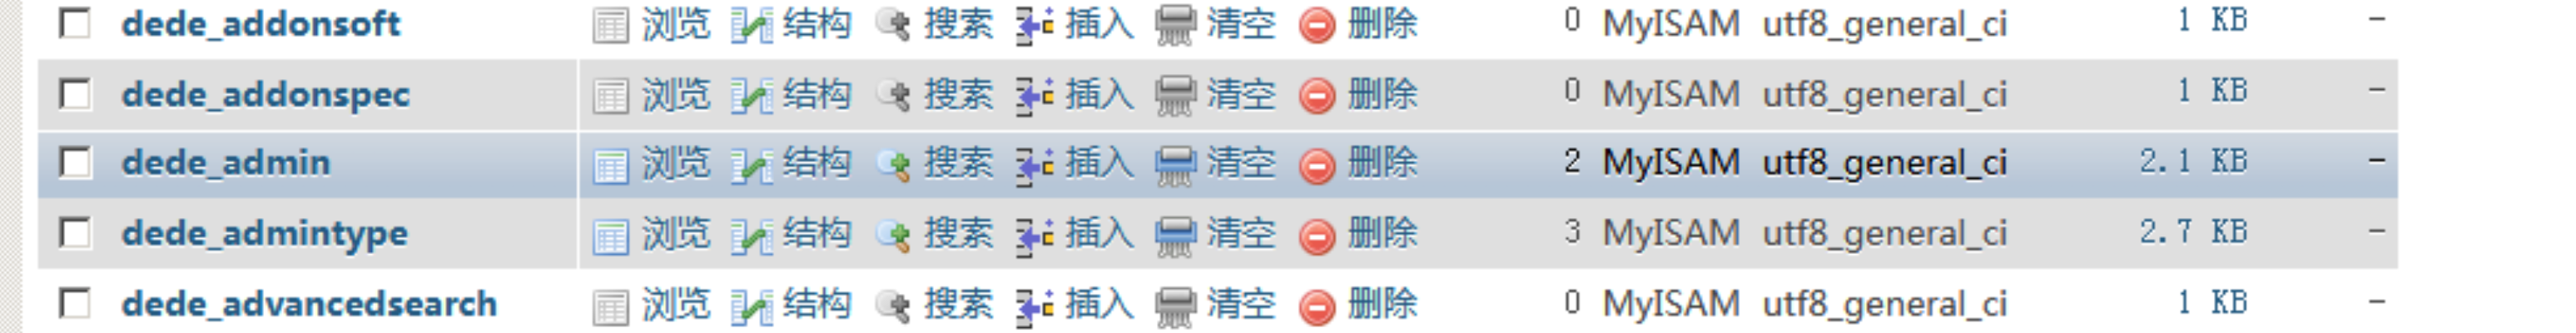 dede_addonsoft 浏览 结构 搜索 插入 清空 删除 0 MyISAM utf8_general_ci 1 KB -
dede_addonspec 浏览 结构 搜索 插入 清空 删除 0 MyISAM utf8_general_ci 1 KB -
dede_admin 浏览 结构 搜索 插入 清空 删除 2 MyISAM utf8_general_ci 2.1 KB -
dede_admintype 浏览 结构 搜索 插入 清空 删除 3 MyISAM utf8_general_ci 2.7 KB -
dede_advancedsearch 浏览 结构 搜索 插入 清空 删除 0 MyISAM utf8_general_ci 1 KB -